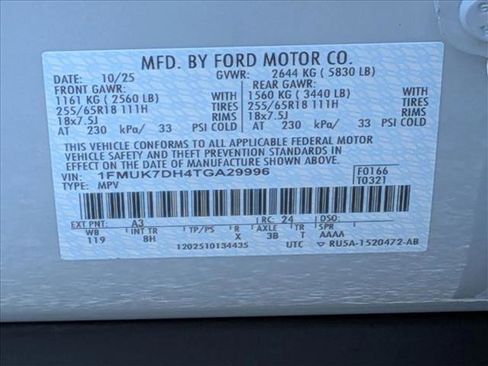 MFD. BY FORD MOTOR CO.
DATE: 10/25 GVWR: 2644 KG ( 5830 LB)
FRONT GAWR: REAR GAWR:
1161 KG ( 2560 LB) WITH 1560 KG ( 3440 LB) WITH
255/65R18 111H TIRES 255/65R18 111H TIRES
18x7.5J RIMS 18x7.5J RIMS
AT 230 kPa/ 33 PSI COLD AT 230 kPa/ 33 PSI COLD
THIS VEHICLE CONFORMS TO ALL APPLICABLE FEDERAL MOTOR
VEHICLE SAFETY AND THEFT PREVENTION STANDARDS IN EFFECT
ON THE DATE OF MANUFACTURE SHOWN ABOVE.
VIN: 1FMUK7DH4TGA29996 F0166
TYPE: MPV T0321
EXT PNT: A3 RC: 24 DSO:
WB INT TR TP/PS R AXLE TR SPR
119 8H X 3B T AAAA
1202510134435 UTC RU5A-1520472-AB